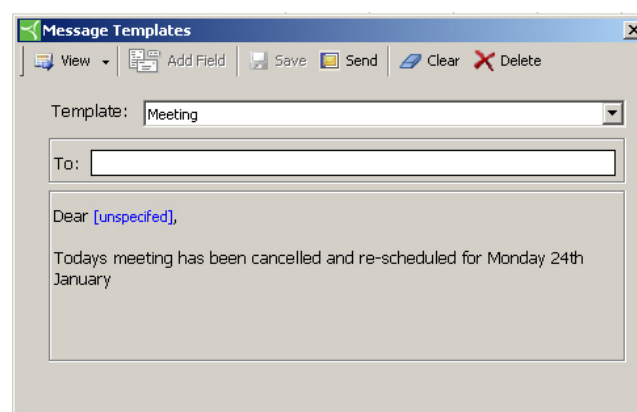 Message Templates
View Add Field Save Send Clear Delete
Template: Meeting
To:
Dear [unspecifed],
Todays meeting has been cancelled and re-scheduled for Monday 24th
January